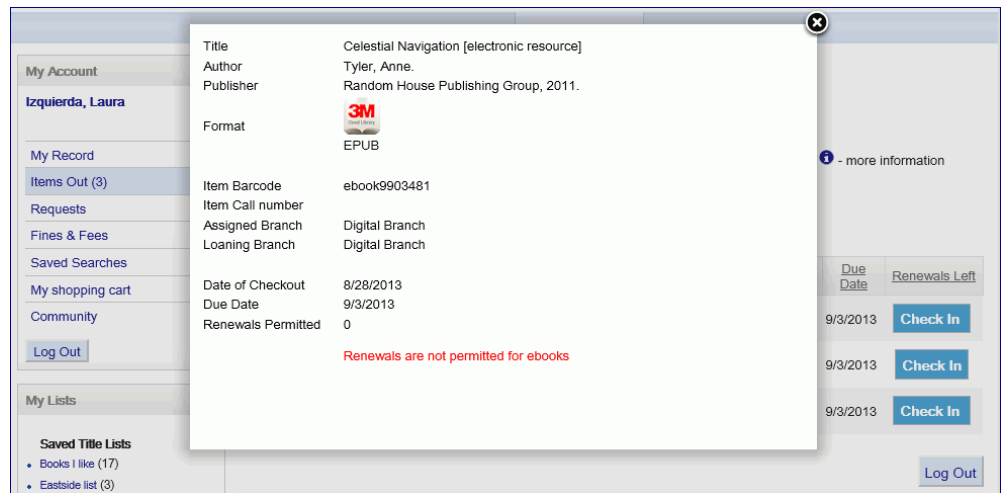 My Account
Izquierda, Laura
My Record
Items Out (3)
Requests
Fines & Fees
Saved Searches
My shopping cart
Community
Log Out
My Lists
Saved Title Lists
Books I like (17)
Eastside list (3)
Title Celestial Navigation [electronic resource]
Author Tyler, Anne.
Publisher Random House Publishing Group, 2011.
3M
Cloud Library
Format
EPUB
Item Barcode ebook9903481
Item Call number
Assigned Branch Digital Branch
Loaning Branch Digital Branch
Date of Checkout 8/28/2013
Due Date 9/3/2013
Renewals Permitted 0
Renewals are not permitted for ebooks
i - more information
Due
Date
Renewals Left
9/3/2013 Check In
9/3/2013 Check In
9/3/2013 Check In
Log Out